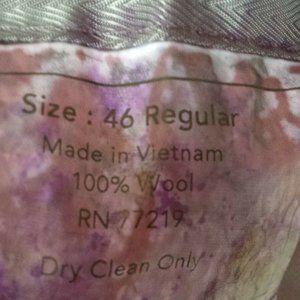 Size : 46 Regular
Made in Vietnam
100% Wool
RN 77219
Dry Clean Only